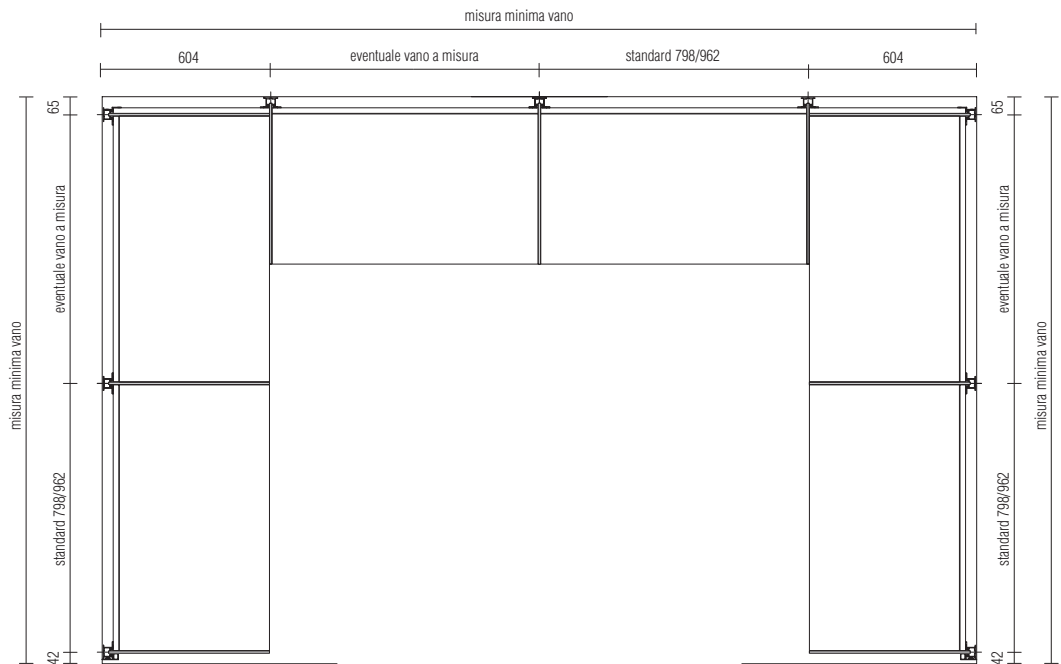 misura minima vano
604
eventuale vano a misura
standard 798/962
604
65
eventuale vano a misura
standard 798/962
42
misura minima vano
65
eventuale vano a misura
standard 798/962
42
misura minima vano